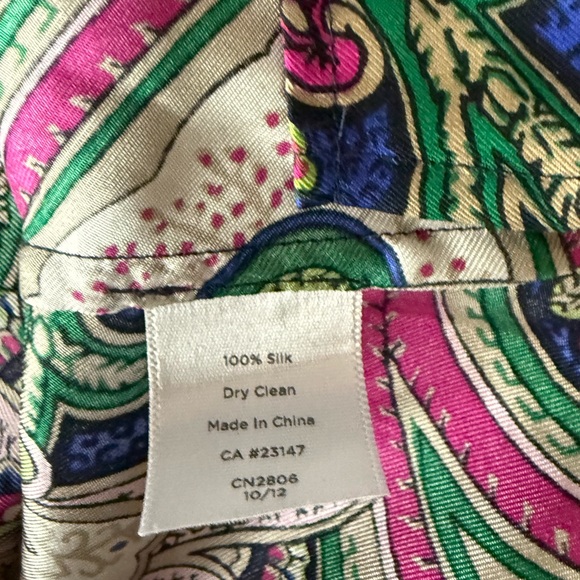 100% Silk
Dry Clean
Made In China
CA #23147
CN2806
10/12